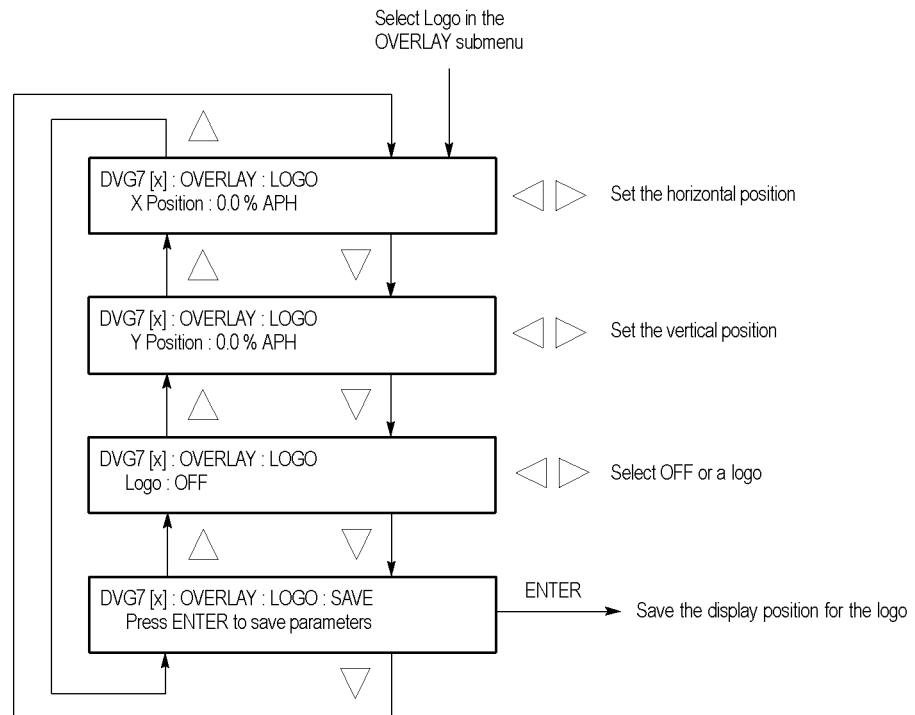 Select Logo in the
OVERLAY submenu
DVG7 [x] : OVERLAY : LOGO
X Position : 0.0 % APH
Set the horizontal position
DVG7 [x] : OVERLAY : LOGO
Y Position : 0.0 % APH
Set the vertical position
DVG7 [x] : OVERLAY : LOGO
Logo : OFF
Select OFF or a logo
DVG7 [x] : OVERLAY : LOGO : SAVE
Press ENTER to save parameters
ENTER
Save the display position for the logo